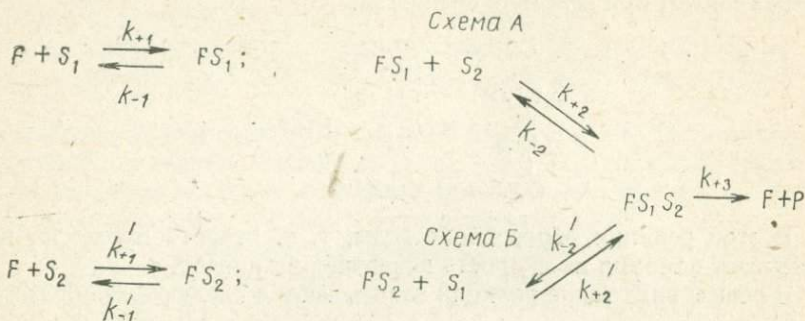 Схема А
F + S₁ k₊₁ k₋₁ FS₁ ; FS₁ + S₂ k₊₂ k₋₂
FS₁S₂ k₊₃ F+P
Схема Б
F+S₂ k'₊₁ k'₋₁ FS₂ ; FS₂ + S₁ k'₋₂ k₊₂'